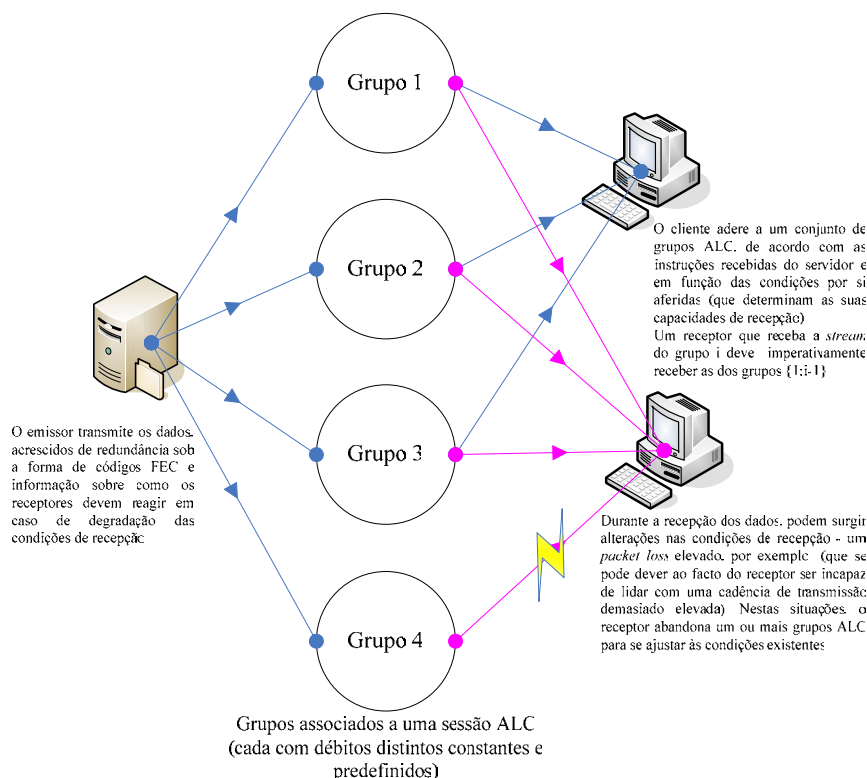 Grupo 1
Grupo 2
Grupo 3
Grupo 4
O emissor transmite os dados,
acrescidos de redundância sob
a forma de códigos FEC e
informação sobre como os
receptores devem reagir em
caso de degradação das
condições de recepção
O cliente adere a um conjunto de
grupos ALC, de acordo com as
instruções recebidas do servidor e
em função das condições por si
aferidas (que determinam as suas
capacidades de recepção)
Um receptor que receba a stream
do grupo i deve imperativamente
receber as dos grupos {1:i-1}
Durante a recepção dos dados, podem surgir
alterações nas condições de recepção - um
packet loss elevado, por exemplo (que se
pode dever ao facto do receptor ser incapaz
de lidar com uma cadência de transmissão
demasiado elevada) Nestas situações, o
receptor abandona um ou mais grupos ALC
para se ajustar às condições existentes
Grupos associados a uma sessão ALC
(cada com débitos distintos constantes e
predefinidos)